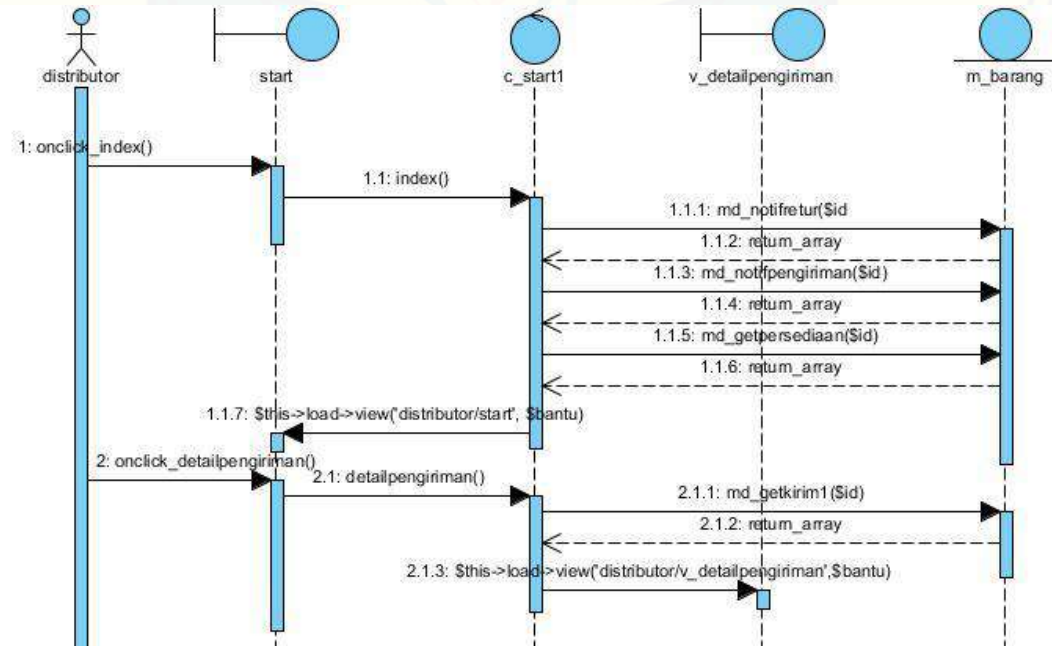 distributor
start
c_start1
v_detailpengiriman
m_barang
1: onclick_index()
1.1: index()
1.1.1: md_notifretur($id
1.1.2: return_array
1.1.3: md_notifpengiriman($id)
1.1.4: return_array
1.1.5: md_getpersediaan($id)
1.1.6: return_array
1.1.7: $this->load->view('distributor/start', $bantu)
2: onclick_detailpengiriman()
2.1: detailpengiriman()
2.1.1: md_getkirim1($id)
2.1.2: return_array
2.1.3: $this->load->view('distributor/v_detailpengiriman',$bantu)